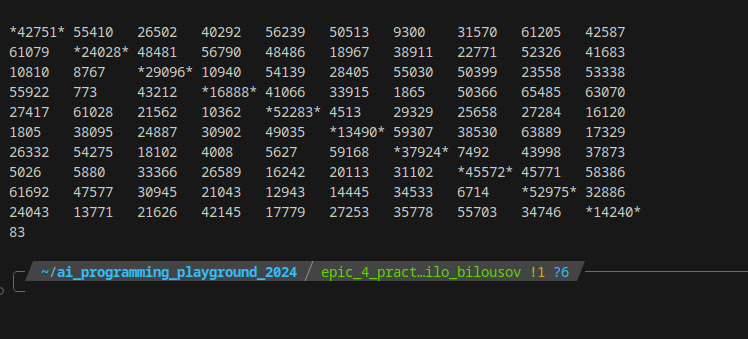 *42751* 55410 26502 40292 56239 50513 9300 31570 61205 42587
61079 *24028* 48481 56790 48486 18967 38911 22771 52326 41683
10810 8767 *29096* 10940 54139 28405 55030 50399 23558 53338
55922 773 43212 *16888* 41066 33915 1865 50366 65485 63070
27417 61028 21562 10362 *52283* 4513 29329 25658 27284 16120
1805 38095 24887 30902 49035 *13490* 59307 38530 63889 17329
26332 54275 18102 4008 5627 59168 *37924* 7492 43998 37873
5026 5880 33366 26589 16242 20113 31102 *45572* 45771 58386
61692 47577 30945 21043 12943 14445 34533 6714 *52975* 32886
24043 13771 21626 42145 17779 27253 35778 55703 34746 *14240*
83
~/ai_programming_playground_2024 / epic_4_pract…ilo_bilousov !1 ?6